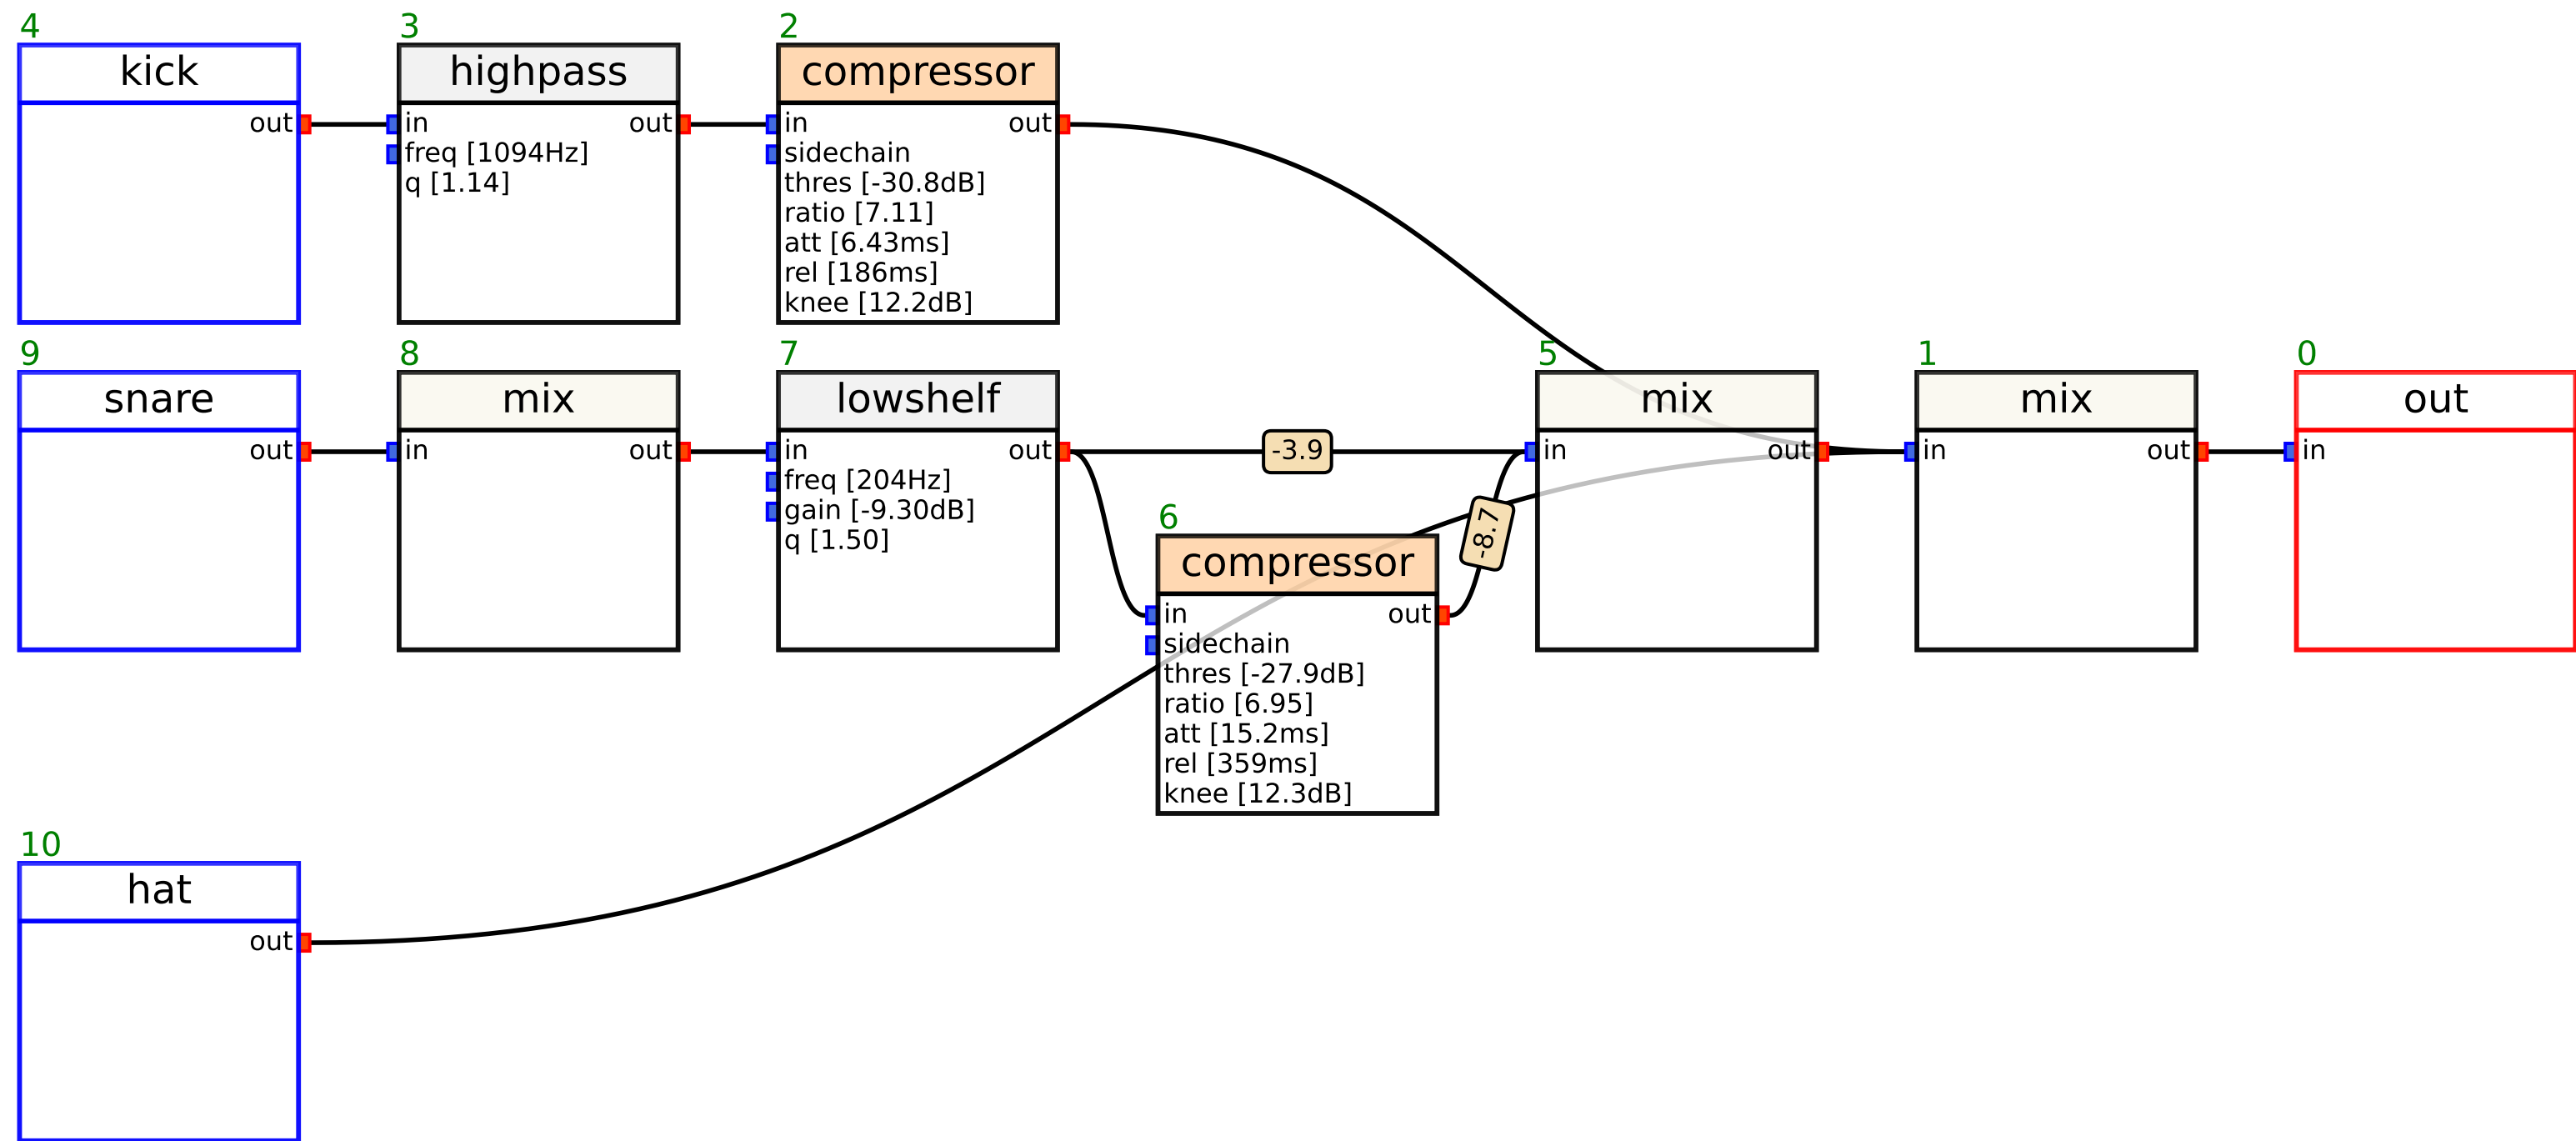 4
kick
out
3
highpass
in out
freq [1094Hz]
q [1.14]
2
compressor
in out
sidechain
thres [-30.8dB]
ratio [7.11]
att [6.43ms]
rel [186ms]
knee [12.2dB]
9
snare
out
8
mix
in out
7
lowshelf
in out
freq [204Hz]
gain [-9.30dB]
q [1.50]
-3.9
6
compressor
in out
sidechain
thres [-27.9dB]
ratio [6.95]
att [15.2ms]
rel [359ms]
knee [12.3dB]
-8.7
5
mix
in out
1
mix
in out
0
out
in
10
hat
out